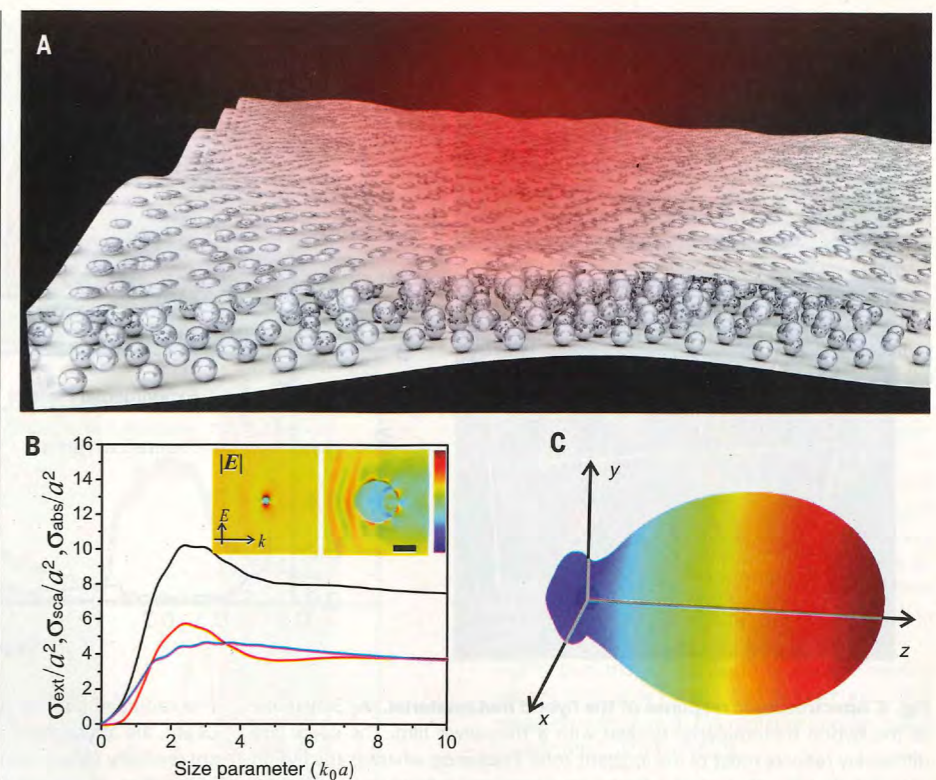 A
B
σext/a², σsca/a², σabs/a²
16
14
12
10
8
6
4
2
0
|E|
E
k
0 2 4 6 8 10
Size parameter (k₀a)
C
y
z
x